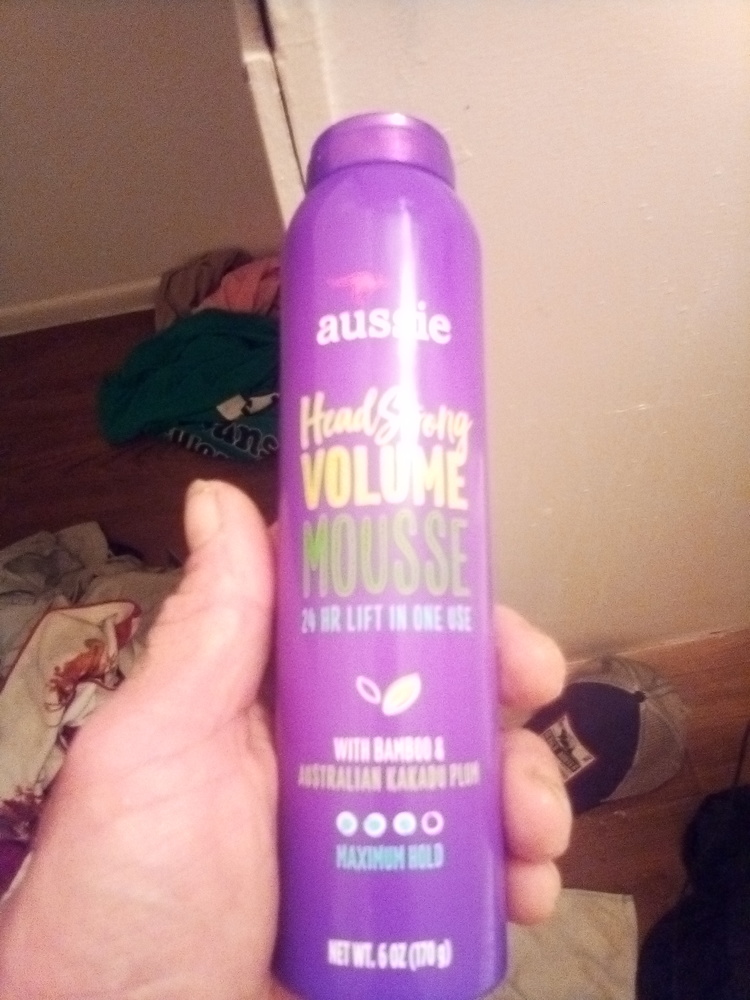 aussie
HeadStrong
VOLUME
MOUSSE
24 HR LIFT IN ONE USE
WITH BAMBOO &
AUSTRALIAN KAKADU PLUM
MAXIMUM HOLD
NET WT. 6 OZ (170 g)